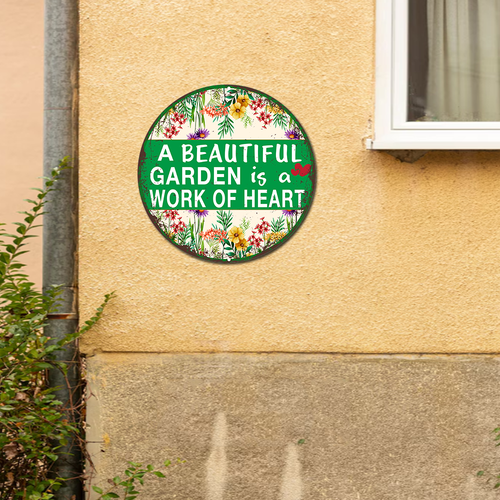 A BEAUTIFUL
GARDEN is a
WORK OF HEART